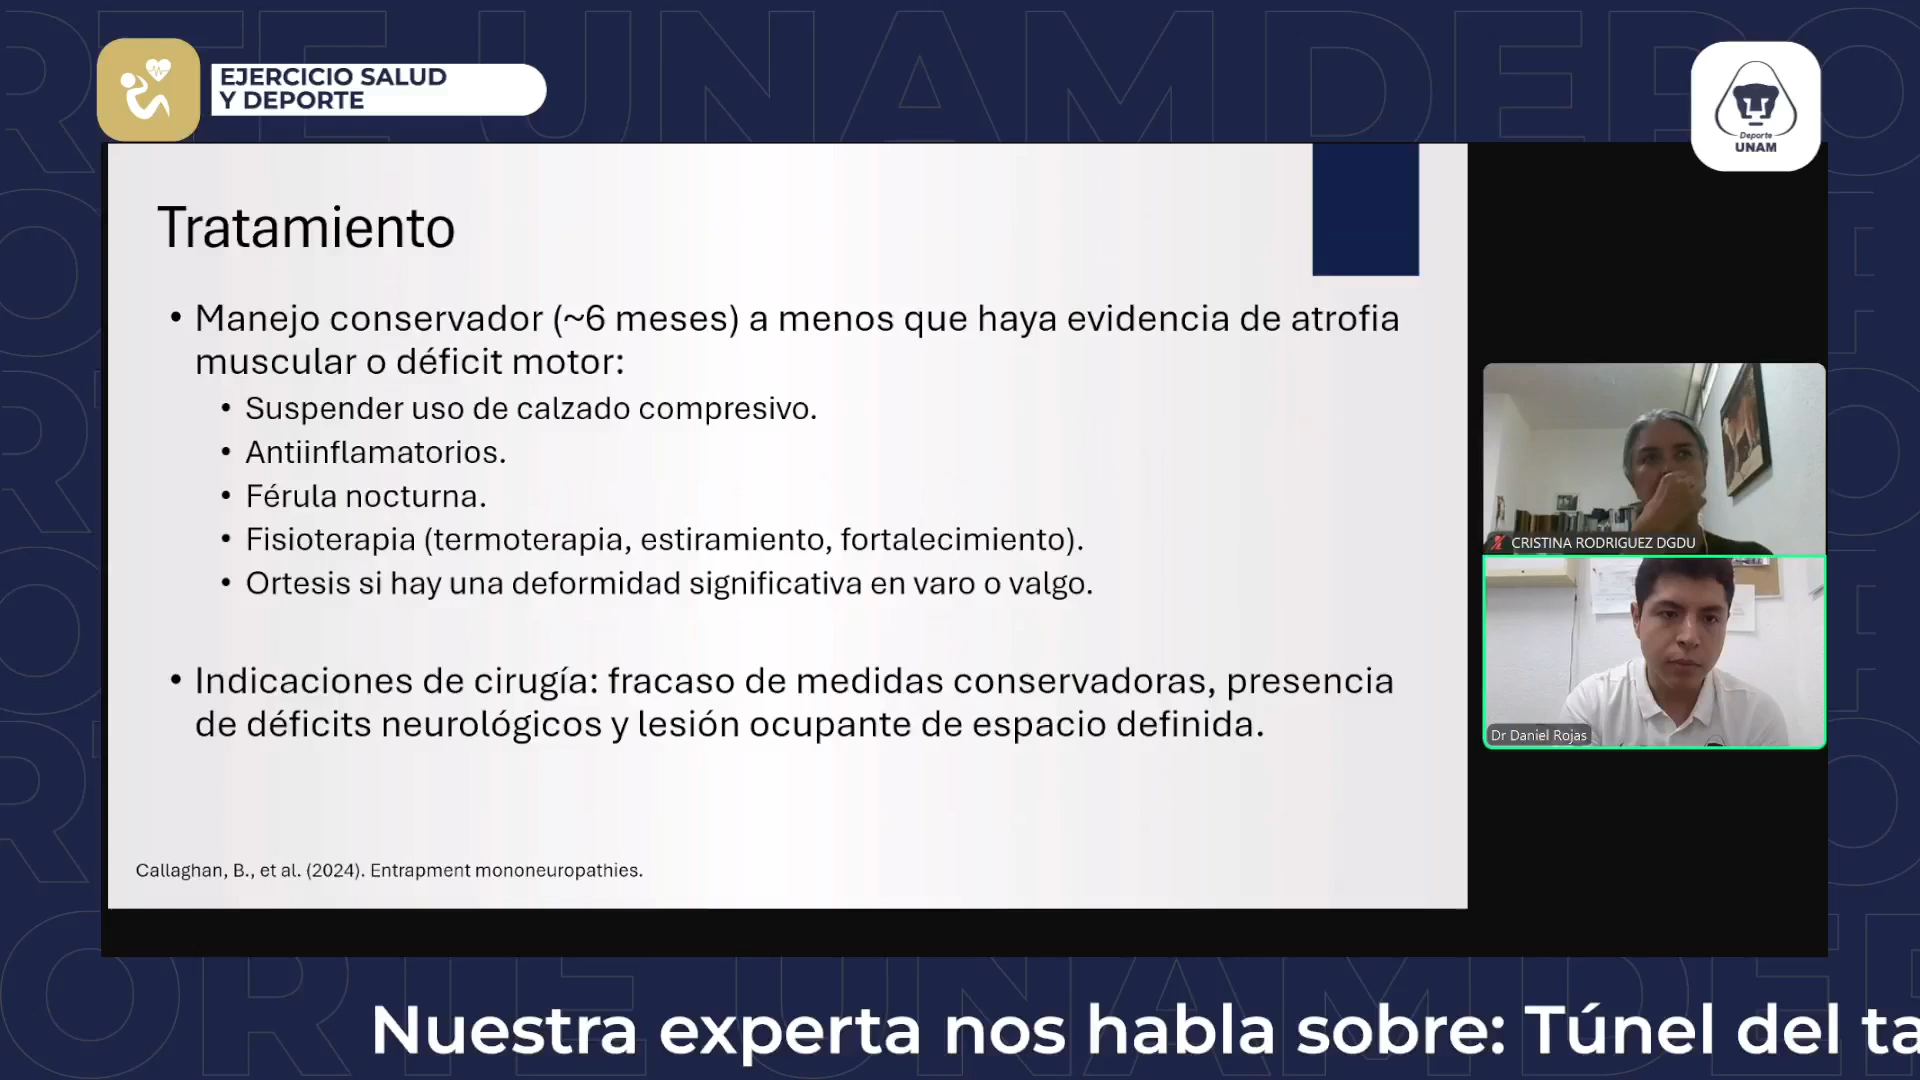 EJERCICIO SALUD
Y DEPORTE
Deporte
UNAM
Tratamiento
• Manejo conservador (~6 meses) a menos que haya evidencia de atrofia
muscular o déficit motor:
• Suspender uso de calzado compresivo.
• Antiinflamatorios.
• Férula nocturna.
• Fisioterapia (termoterapia, estiramiento, fortalecimiento).
• Ortesis si hay una deformidad significativa en varo o valgo.
• Indicaciones de cirugía: fracaso de medidas conservadoras, presencia
de déficits neurológicos y lesión ocupante de espacio definida.
Callaghan, B., et al. (2024). Entrapment mononeuropathies.
CRISTINA RODRIGUEZ DGDU
Dr Daniel Rojas
Nuestra experta nos habla sobre: Túnel del ta